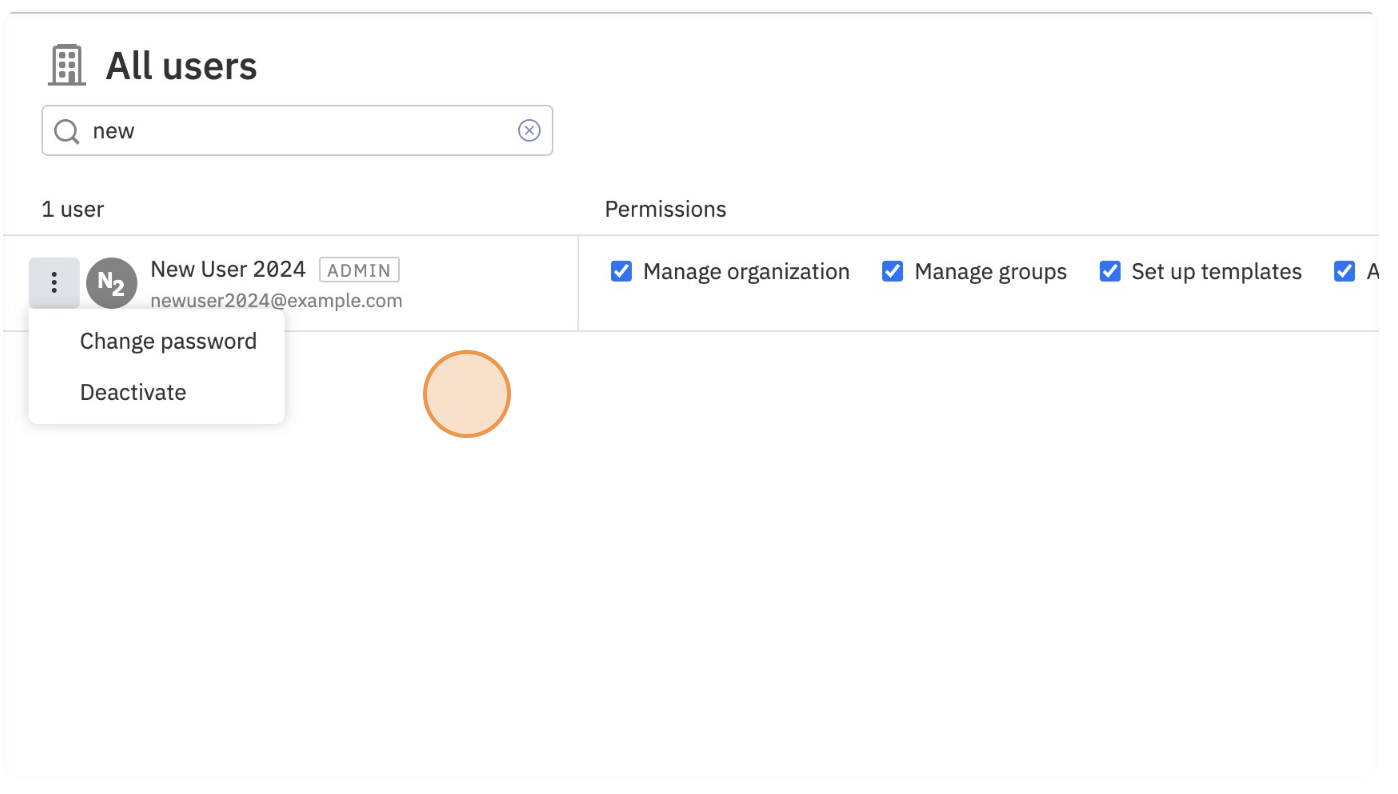 All users
new
1 user
Permissions
N2
New User 2024 ADMIN
newuser2024@example.com
Manage organization
Manage groups
Set up templates
A
Change password
Deactivate